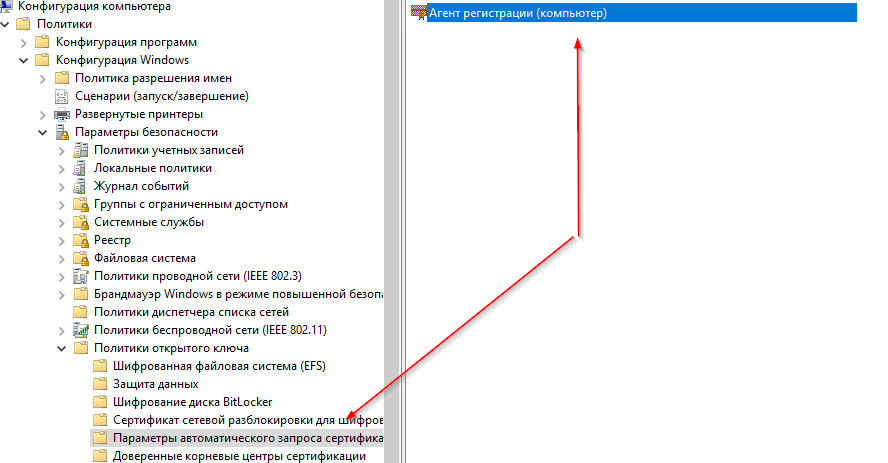 Конфигурация компьютера
Политики
Конфигурация программ
Конфигурация Windows
Политика разрешения имен
Сценарии (запуск/завершение)
Развернутые принтеры
Параметры безопасности
Политики учетных записей
Локальные политики
Журнал событий
Группы с ограниченным доступом
Системные службы
Реестр
Файловая система
Политики проводной сети (IEEE 802.3)
Брандмауэр Windows в режиме повышенной безопа
Политики диспетчера списка сетей
Политики беспроводной сети (IEEE 802.11)
Политики открытого ключа
Шифрованная файловая система (EFS)
Защита данных
Шифрование диска BitLocker
Сертификат сетевой разблокировки для шифров
Параметры автоматического запроса сертифика
Доверенные корневые центры сертификации
Агент регистрации (компьютер)